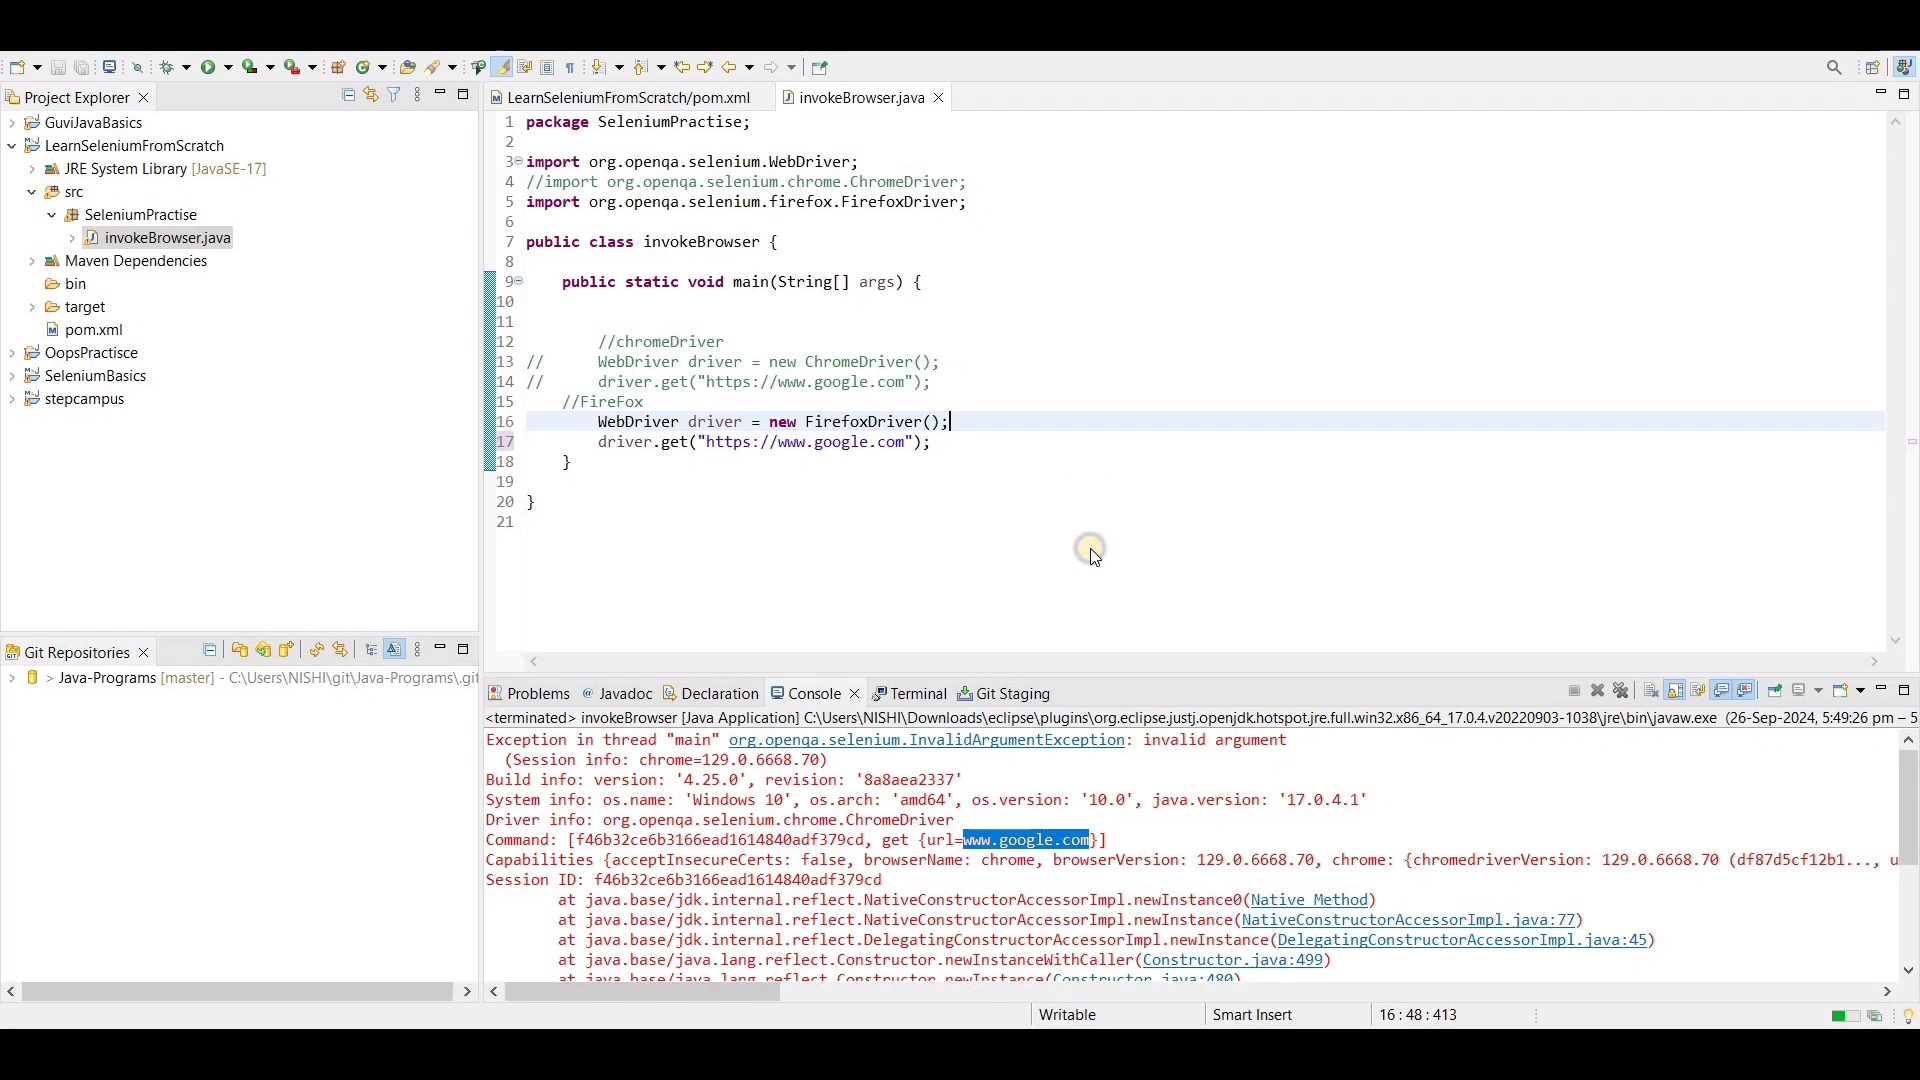 Project Explorer
GuviJavaBasics
LearnSeleniumFromScratch
JRE System Library [JavaSE-17]
src
SeleniumPractise
invokeBrowser.java
Maven Dependencies
bin
target
pom.xml
OopsPractisce
SeleniumBasics
stepcampus
Git Repositories
> Java-Programs [master] - C:\Users\NISHI\git\Java-Programs\.git
LearnSeleniumFromScratch/pom.xml
invokeBrowser.java
1 package SeleniumPractise;
2
3 import org.openqa.selenium.WebDriver;
4 //import org.openqa.selenium.chrome.ChromeDriver;
5 import org.openqa.selenium.firefox.FirefoxDriver;
6
7 public class invokeBrowser {
8
9 public static void main(String[] args) {
10
11
12 //chromeDriver
13 // WebDriver driver = new ChromeDriver();
14 // driver.get("https://www.google.com");
15 //FireFox
16 WebDriver driver = new FirefoxDriver();
17 driver.get("https://www.google.com");
18 }
19
20 }
21
Problems @ Javadoc Declaration Console Terminal Git Staging
<terminated> invokeBrowser [Java Application] C:\Users\NISHI\Downloads\eclipse\plugins\org.eclipse.justj.openjdk.hotspot.jre.full.win32.x86_64_17.0.4.v20220903-1038\jre\bin\javaw.exe (26-Sep-2024, 5:49:26 pm – 5
Exception in thread "main" org.openqa.selenium.InvalidArgumentException: invalid argument
(Session info: chrome=129.0.6668.70)
Build info: version: '4.25.0', revision: '8a8aea2337'
System info: os.name: 'Windows 10', os.arch: 'amd64', os.version: '10.0', java.version: '17.0.4.1'
Driver info: org.openqa.selenium.chrome.ChromeDriver
Command: [f46b32ce6b3166ead1614840adf379cd, get {url=www.google.com}]
Capabilities {acceptInsecureCerts: false, browserName: chrome, browserVersion: 129.0.6668.70, chrome: {chromedriverVersion: 129.0.6668.70 (df87d5cf12b1..., u
Session ID: f46b32ce6b3166ead1614840adf379cd
at java.base/jdk.internal.reflect.NativeConstructorAccessorImpl.newInstance0(Native Method)
at java.base/jdk.internal.reflect.NativeConstructorAccessorImpl.newInstance(NativeConstructorAccessorImpl.java:77)
at java.base/jdk.internal.reflect.DelegatingConstructorAccessorImpl.newInstance(DelegatingConstructorAccessorImpl.java:45)
at java.base/java.lang.reflect.Constructor.newInstanceWithCaller(Constructor.java:499)
at java.base/java.lang.reflect.Constructor.newInstance(Constructor.java:480)
Writable Smart Insert 16 : 48 : 413